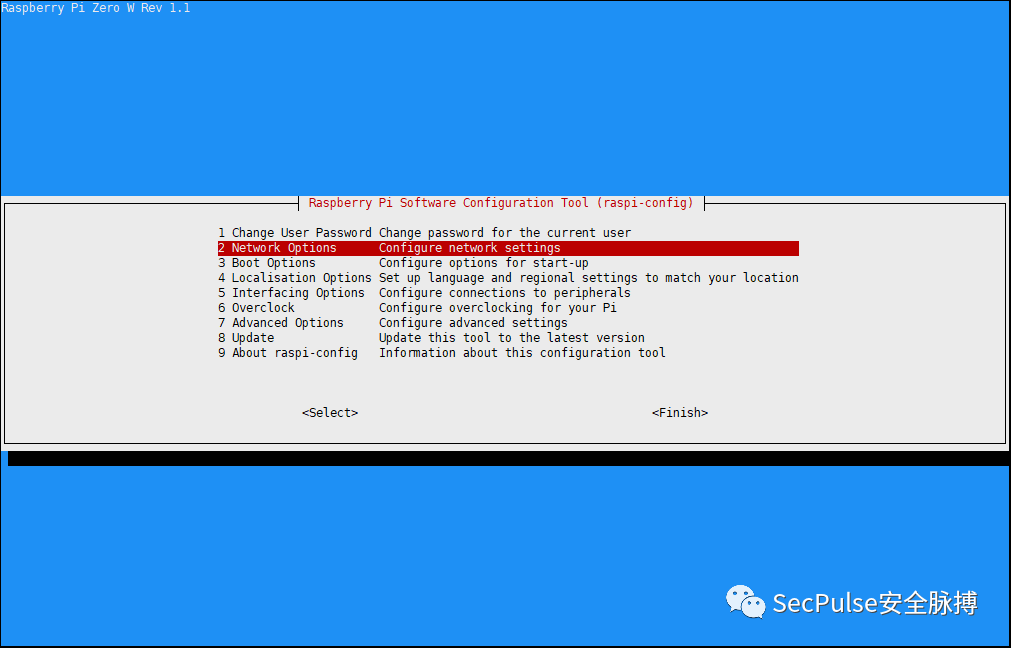 Raspberry Pi Zero W Rev 1.1
Raspberry Pi Software Configuration Tool (raspi-config)
1 Change User Password Change password for the current user
2 Network Options Configure network settings
3 Boot Options Configure options for start-up
4 Localisation Options Set up language and regional settings to match your location
5 Interfacing Options Configure connections to peripherals
6 Overclock Configure overclocking for your Pi
7 Advanced Options Configure advanced settings
8 Update Update this tool to the latest version
9 About raspi-config Information about this configuration tool
<Select> <Finish>
SecPulse安全脉搏